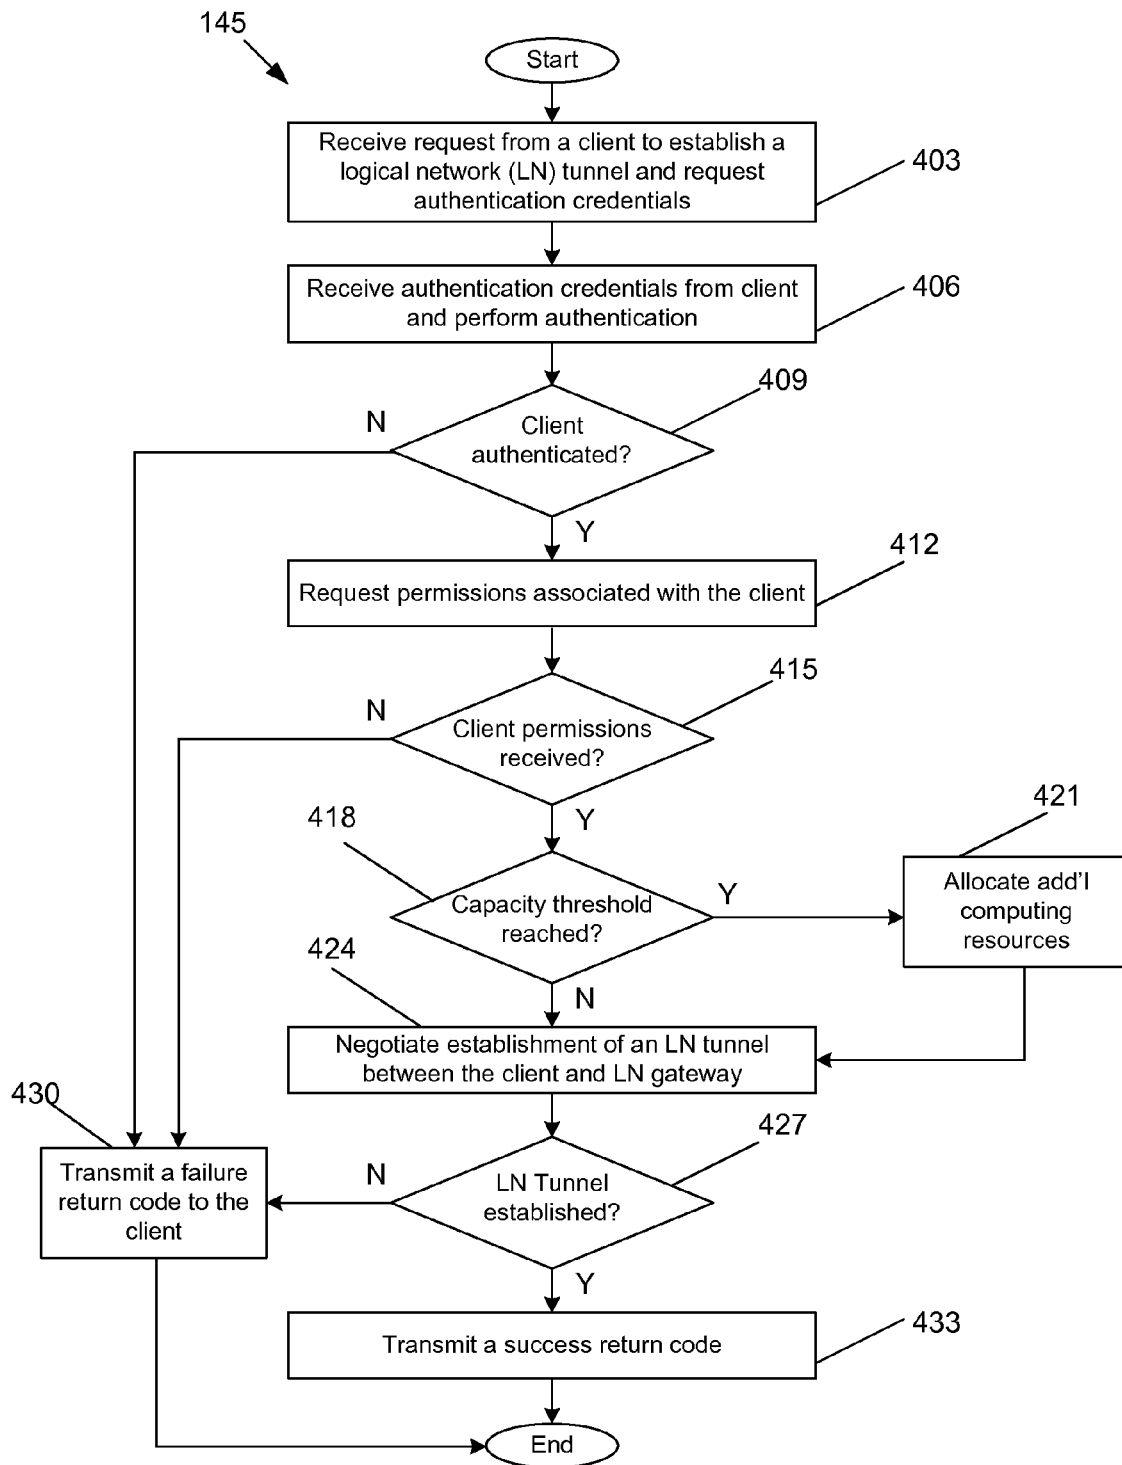 145
Start
Receive request from a client to establish a
logical network (LN) tunnel and request
authentication credentials
403
Receive authentication credentials from client
and perform authentication
406
409
N
Client
authenticated?
Y
412
Request permissions associated with the client
415
N
Client permissions
received?
Y
418
421
Capacity threshold
reached?
Y
Allocate add'l
computing
resources
424
N
Negotiate establishment of an LN tunnel
between the client and LN gateway
430
427
Transmit a failure
return code to the
client
N
LN Tunnel
established?
Y
433
Transmit a success return code
End